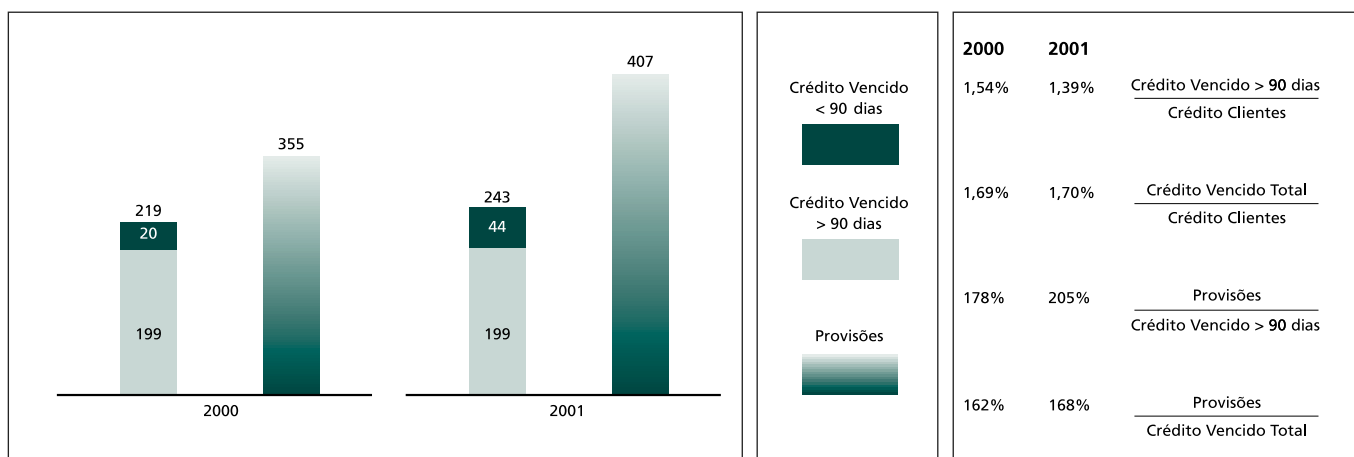 407
355
219
20
199
243
44
199
2000
2001
Crédito Vencido
< 90 dias
Crédito Vencido
> 90 dias
Provisões
2000 2001
1,54% 1,39% Crédito Vencido > 90 dias
Crédito Clientes
1,69% 1,70% Crédito Vencido Total
Crédito Clientes
178% 205% Provisões
Crédito Vencido > 90 dias
162% 168% Provisões
Crédito Vencido Total